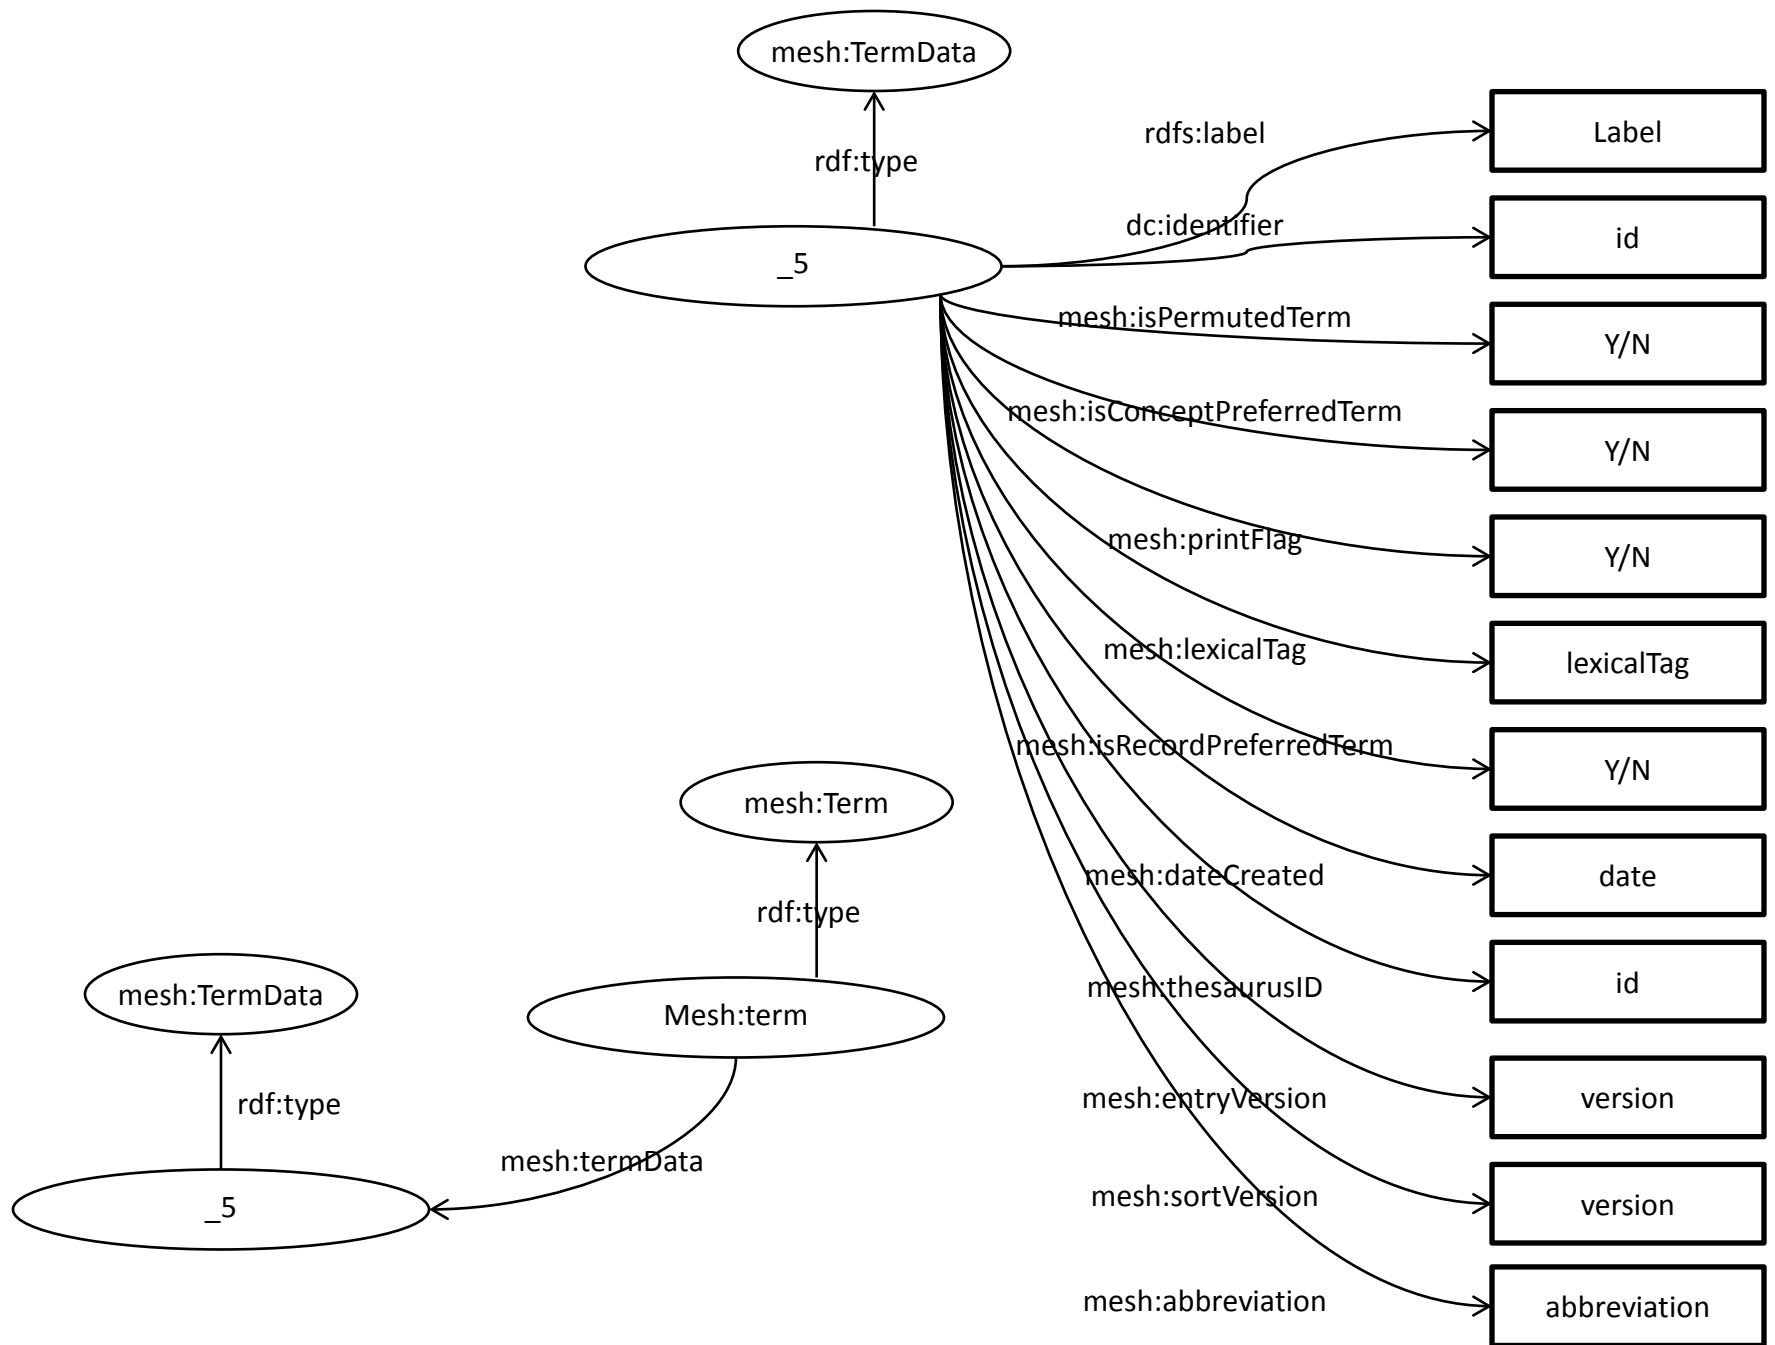 mesh:TermData
rdf:type
_5
rdfs:label
Label
dc:identifier
id
mesh:isPermutedTerm
Y/N
mesh:isConceptPreferredTerm
Y/N
mesh:printFlag
Y/N
mesh:lexicalTag
lexicalTag
mesh:isRecordPreferredTerm
Y/N
mesh:dateCreated
date
mesh:thesaurusID
id
mesh:entryVersion
version
mesh:sortVersion
version
mesh:abbreviation
abbreviation
mesh:Term
rdf:type
Mesh:term
mesh:termData
mesh:TermData
rdf:type
_5